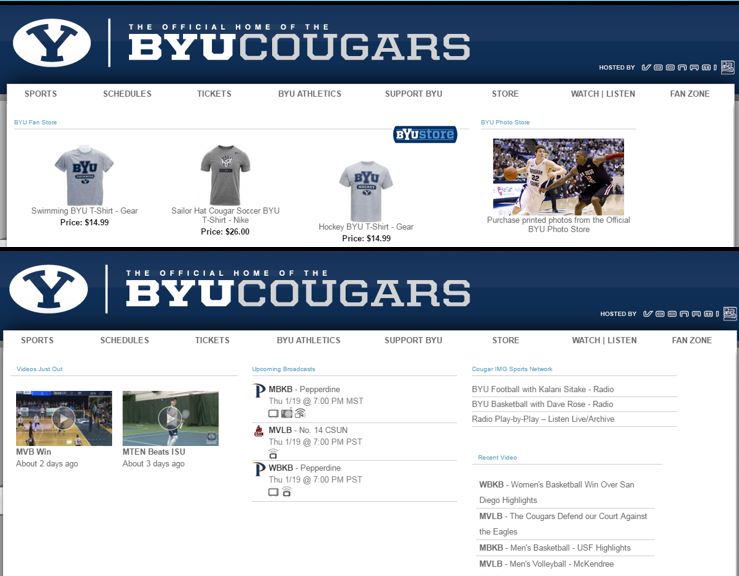 THE OFFICIAL HOME OF THE
BYUCOUGARS
HOSTED BY
SPORTS SCHEDULES TICKETS BYU ATHLETICS SUPPORT BYU STORE WATCH | LISTEN FAN ZONE
BYU Fan Store
BYUstore
Swimming BYU T-Shirt - Gear
Price: $14.99
Sailor Hat Cougar Soccer BYU
T-Shirt - Nike
Price: $26.00
Hockey BYU T-Shirt - Gear
Price: $14.99
BYU Photo Store
Purchase printed photos from the Official
BYU Photo Store
THE OFFICIAL HOME OF THE
BYUCOUGARS
HOSTED BY
SPORTS SCHEDULES TICKETS BYU ATHLETICS SUPPORT BYU STORE WATCH | LISTEN FAN ZONE
Videos Just Out
MVB Win
About 2 days ago
MTEN Beats ISU
About 3 days ago
Upcoming Broadcasts
MBKB - Pepperdine
Thu 1/19 @ 7:00 PM MST
MVLB - No. 14 CSUN
Thu 1/19 @ 7:00 PM PST
WBKB - Pepperdine
Thu 1/19 @ 7:00 PM PST
Cougar IMG Sports Network
BYU Football with Kalani Sitake - Radio
BYU Basketball with Dave Rose - Radio
Radio Play-by-Play – Listen Live/Archive
Recent Video
WBKB - Women's Basketball Win Over San
Diego Highlights
MVLB - The Cougars Defend our Court Against
the Eagles
MBKB - Men's Basketball - USF Highlights
MVLB - Men's Volleyball - McKendree